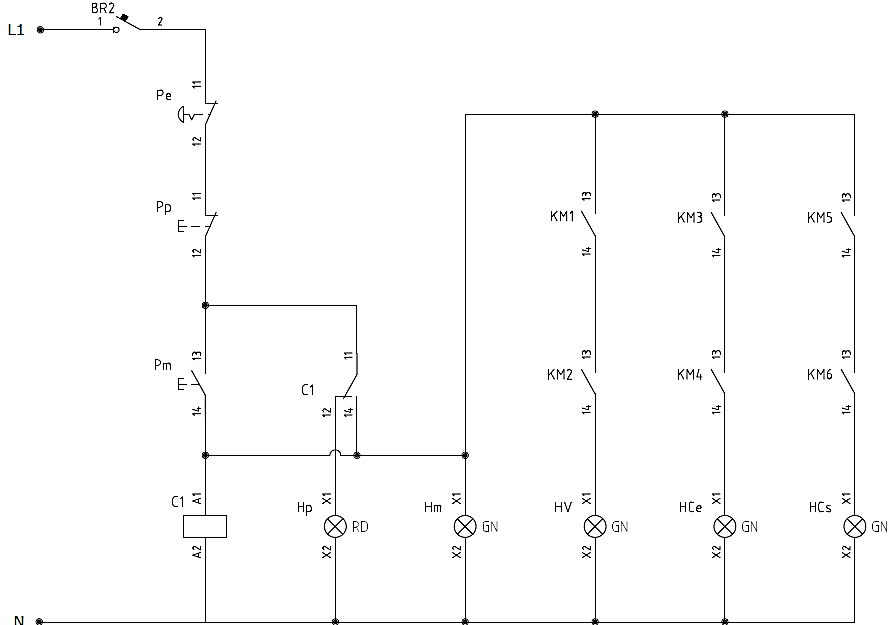 BR2
L1 1 2
11
Pe
12
11
Pp
12
13 13 13
KM1 KM3 KM5
14 14 14
13 11 13 13 13
Pm C1 KM2 KM4 KM6
14 12 14 14 14 14
A1 X1 X1 X1 X1 X1
C1 Hp RD Hm GN HV GN HCe GN HCs GN
A2 X2 X2 X2 X2 X2
N